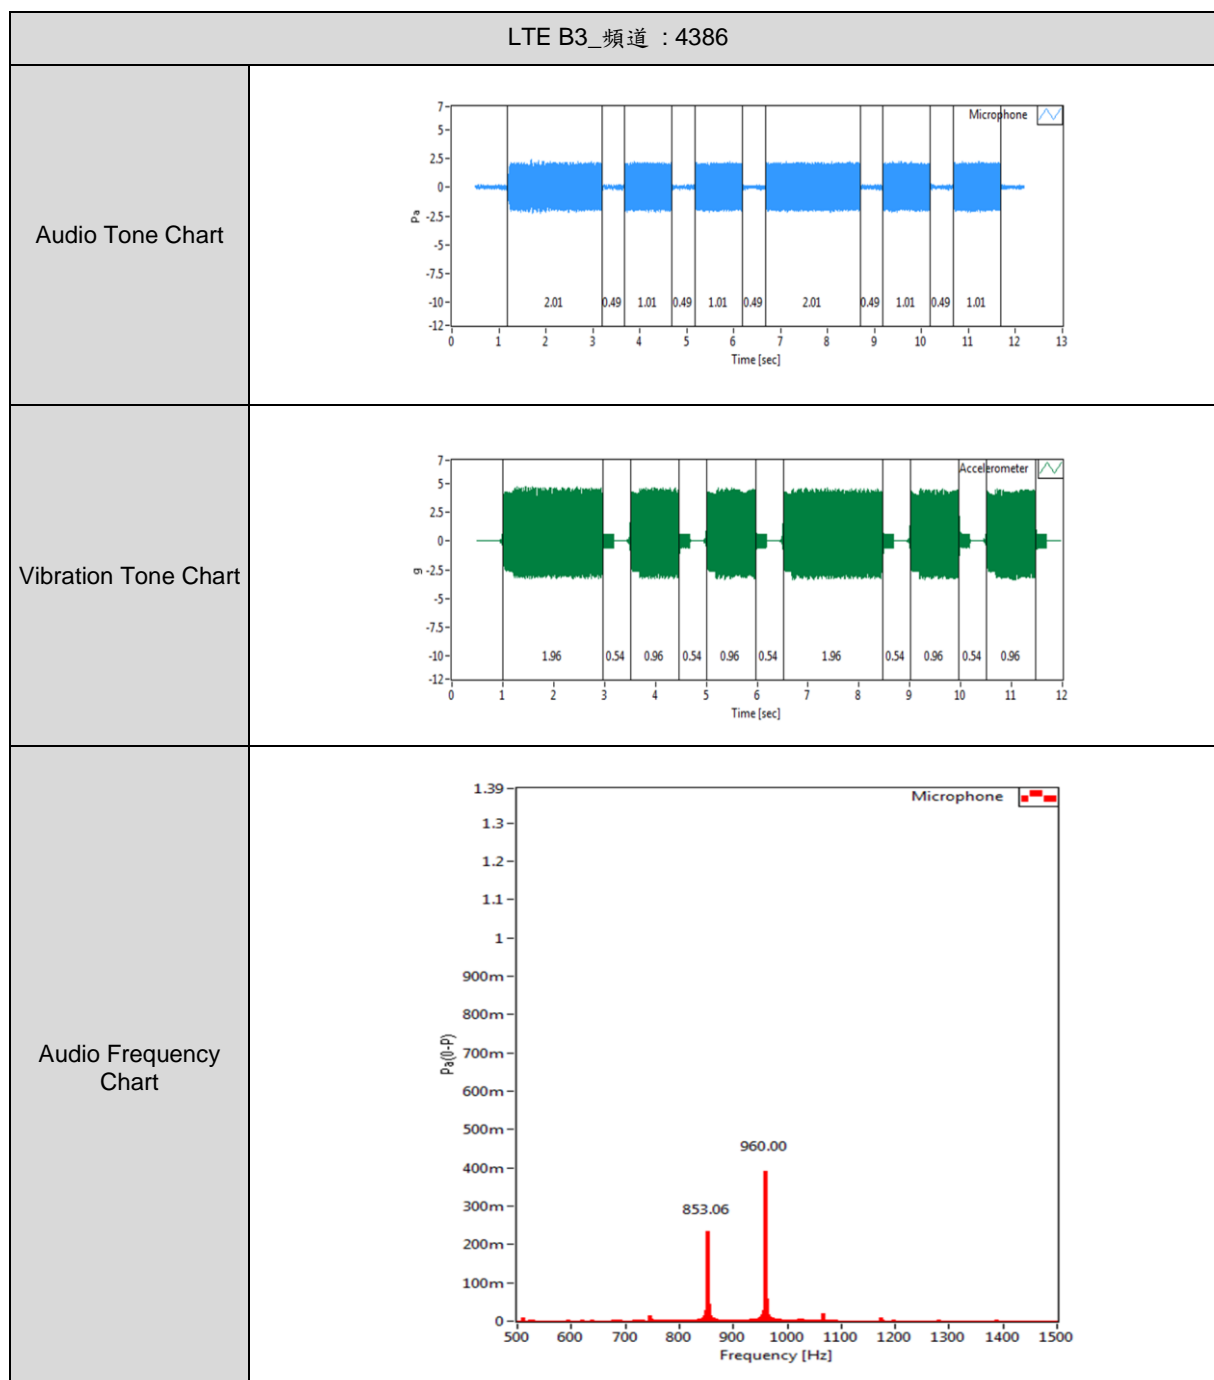 LTE B3_頻道 : 4386
Audio Tone Chart
Microphone
7
5
2.5
0
-2.5
-5
-7.5
-10
-12
Pa
2.01 0.49 1.01 0.49 1.01 0.49 2.01 0.49 1.01 0.49 1.01
0 1 2 3 4 5 6 7 8 9 10 11 12 13
Time [sec]
Vibration Tone Chart
Accelerometer
7
5
2.5
0
-2.5
-5
-7.5
-10
-12
g
1.96 0.54 0.96 0.54 0.96 0.54 1.96 0.54 0.96 0.54 0.96
0 1 2 3 4 5 6 7 8 9 10 11 12
Time [sec]
Audio Frequency
Chart
Microphone
1.39
1.3
1.2
1.1
1
900m
800m
700m
600m
500m
400m
300m
200m
100m
0
Pa(0-P)
960.00
853.06
500 600 700 800 900 1000 1100 1200 1300 1400 1500
Frequency [Hz]